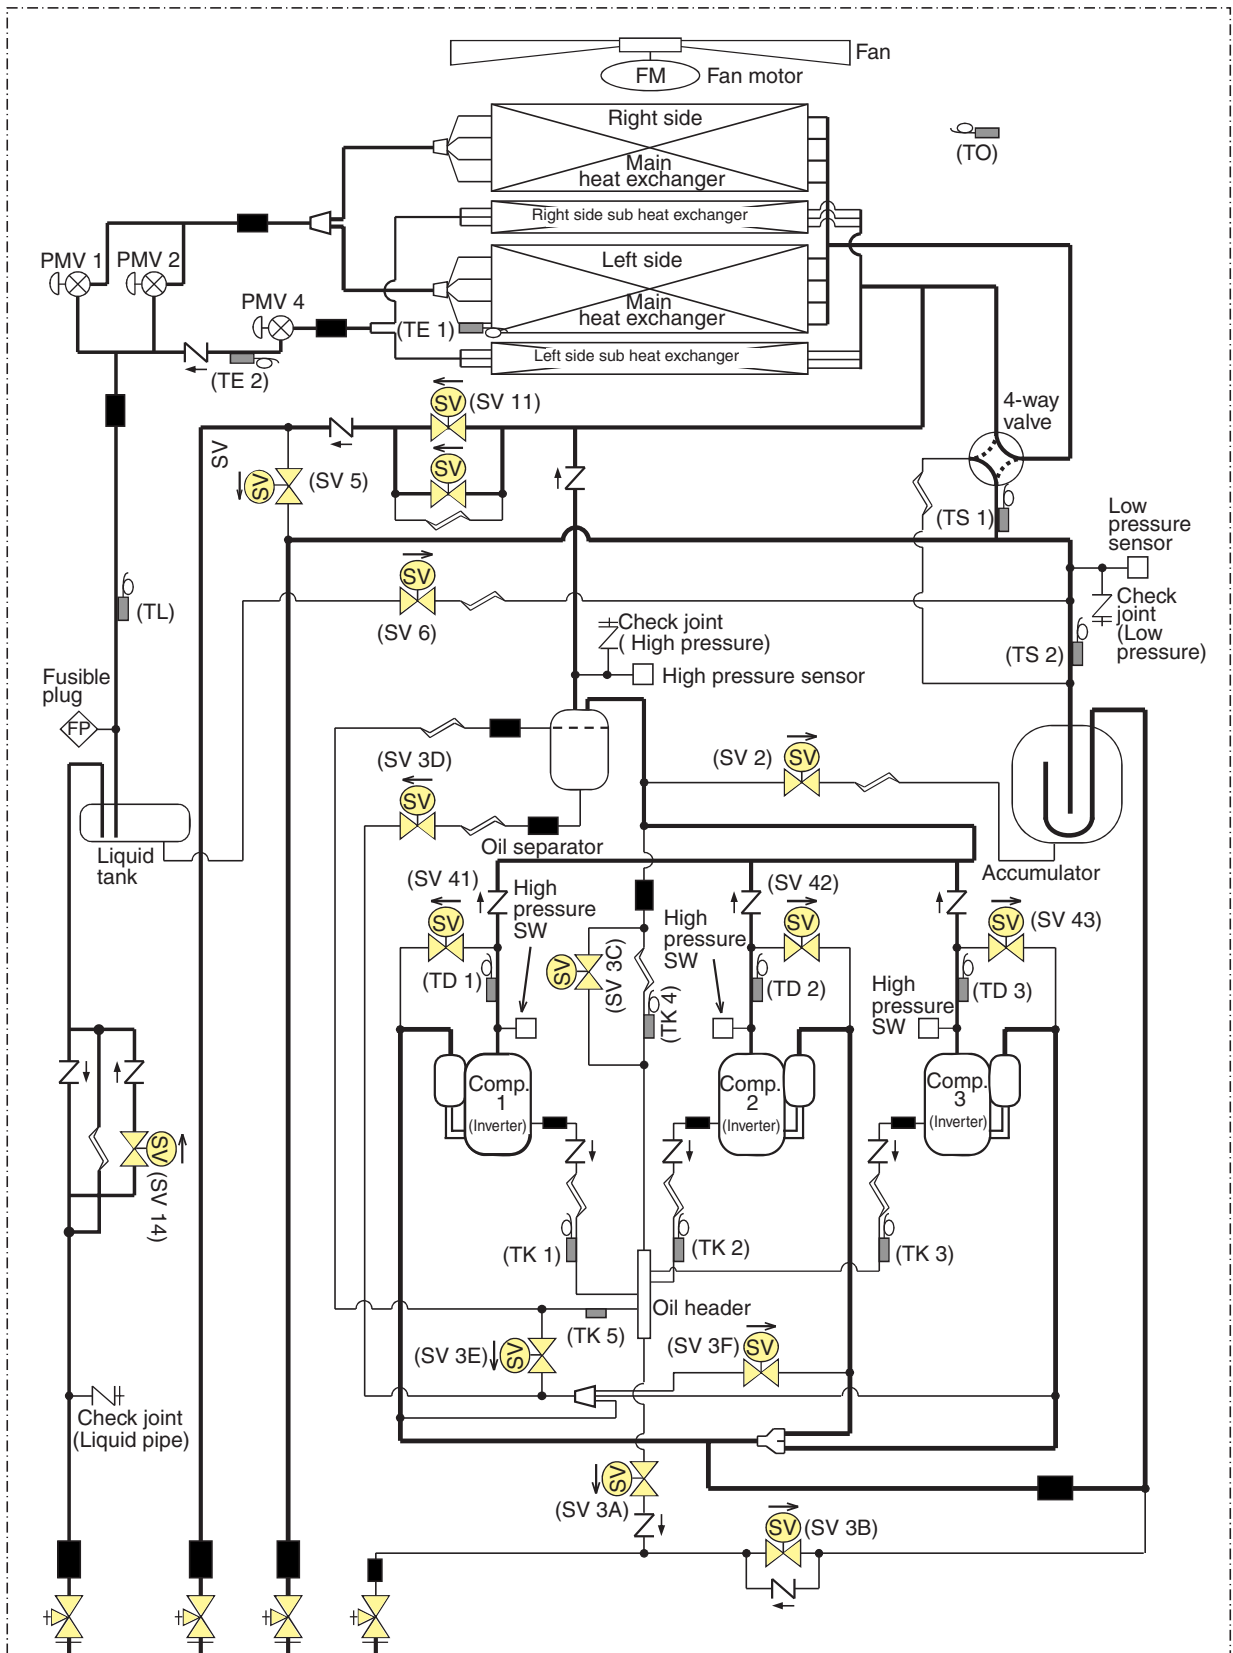 Fan
FM
Fan motor
Right side
Main
heat exchanger
(TO)
Right side sub heat exchanger
Left side
Main
heat exchanger
PMV 1
PMV 2
PMV 4
(TE 1)
Left side sub heat exchanger
(TE 2)
SV
(SV 11)
4-way
valve
SV
SV
SV
(SV 5)
(TS 1)
Low
pressure
sensor
SV
(TL)
(SV 6)
Check joint
( High pressure)
Check
joint
(Low
pressure)
(TS 2)
High pressure sensor
Fusible
plug
FP
(SV 3D)
SV
(SV 2)
SV
Oil separator
Liquid
tank
Accumulator
(SV 41)
SV
High
pressure
SW
(SV 42)
SV
High
pressure
SW
SV
(SV 43)
SV
(SV 3C)
(TD 1)
(TK 4)
(TD 2)
High
pressure
SW
(TD 3)
Comp.
1
(Inverter)
Comp.
2
(Inverter)
Comp.
3
(Inverter)
SV
(SV 14)
(TK 1)
(TK 2)
(TK 3)
Oil header
(TK 5)
(SV 3E)
SV
(SV 3F)
SV
Check joint
(Liquid pipe)
SV
(SV 3A)
SV
(SV 3B)